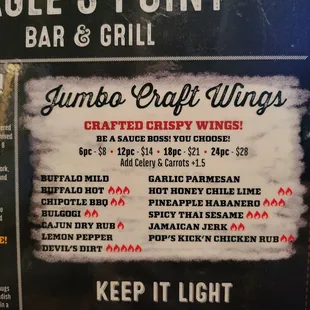 BAR & GRILL
Jumbo Craft Wings
CRAFTED CRISPY WINGS!
BE A SAUCE BOSS! YOU CHOOSE!
6pc - $8 • 12pc - $14 • 18pc - $21 • 24pc - $28
Add Celery & Carrots +1.5
BUFFALO MILD
BUFFALO HOT
CHIPOTLE BBQ
BULGOGI
CAJUN DRY RUB
LEMON PEPPER
DEVIL'S DIRT
GARLIC PARMESAN
HOT HONEY CHILE LIME
PINEAPPLE HABANERO
SPICY THAI SESAME
JAMAICAN JERK
POP'S KICK'N CHICKEN RUB
KEEP IT LIGHT